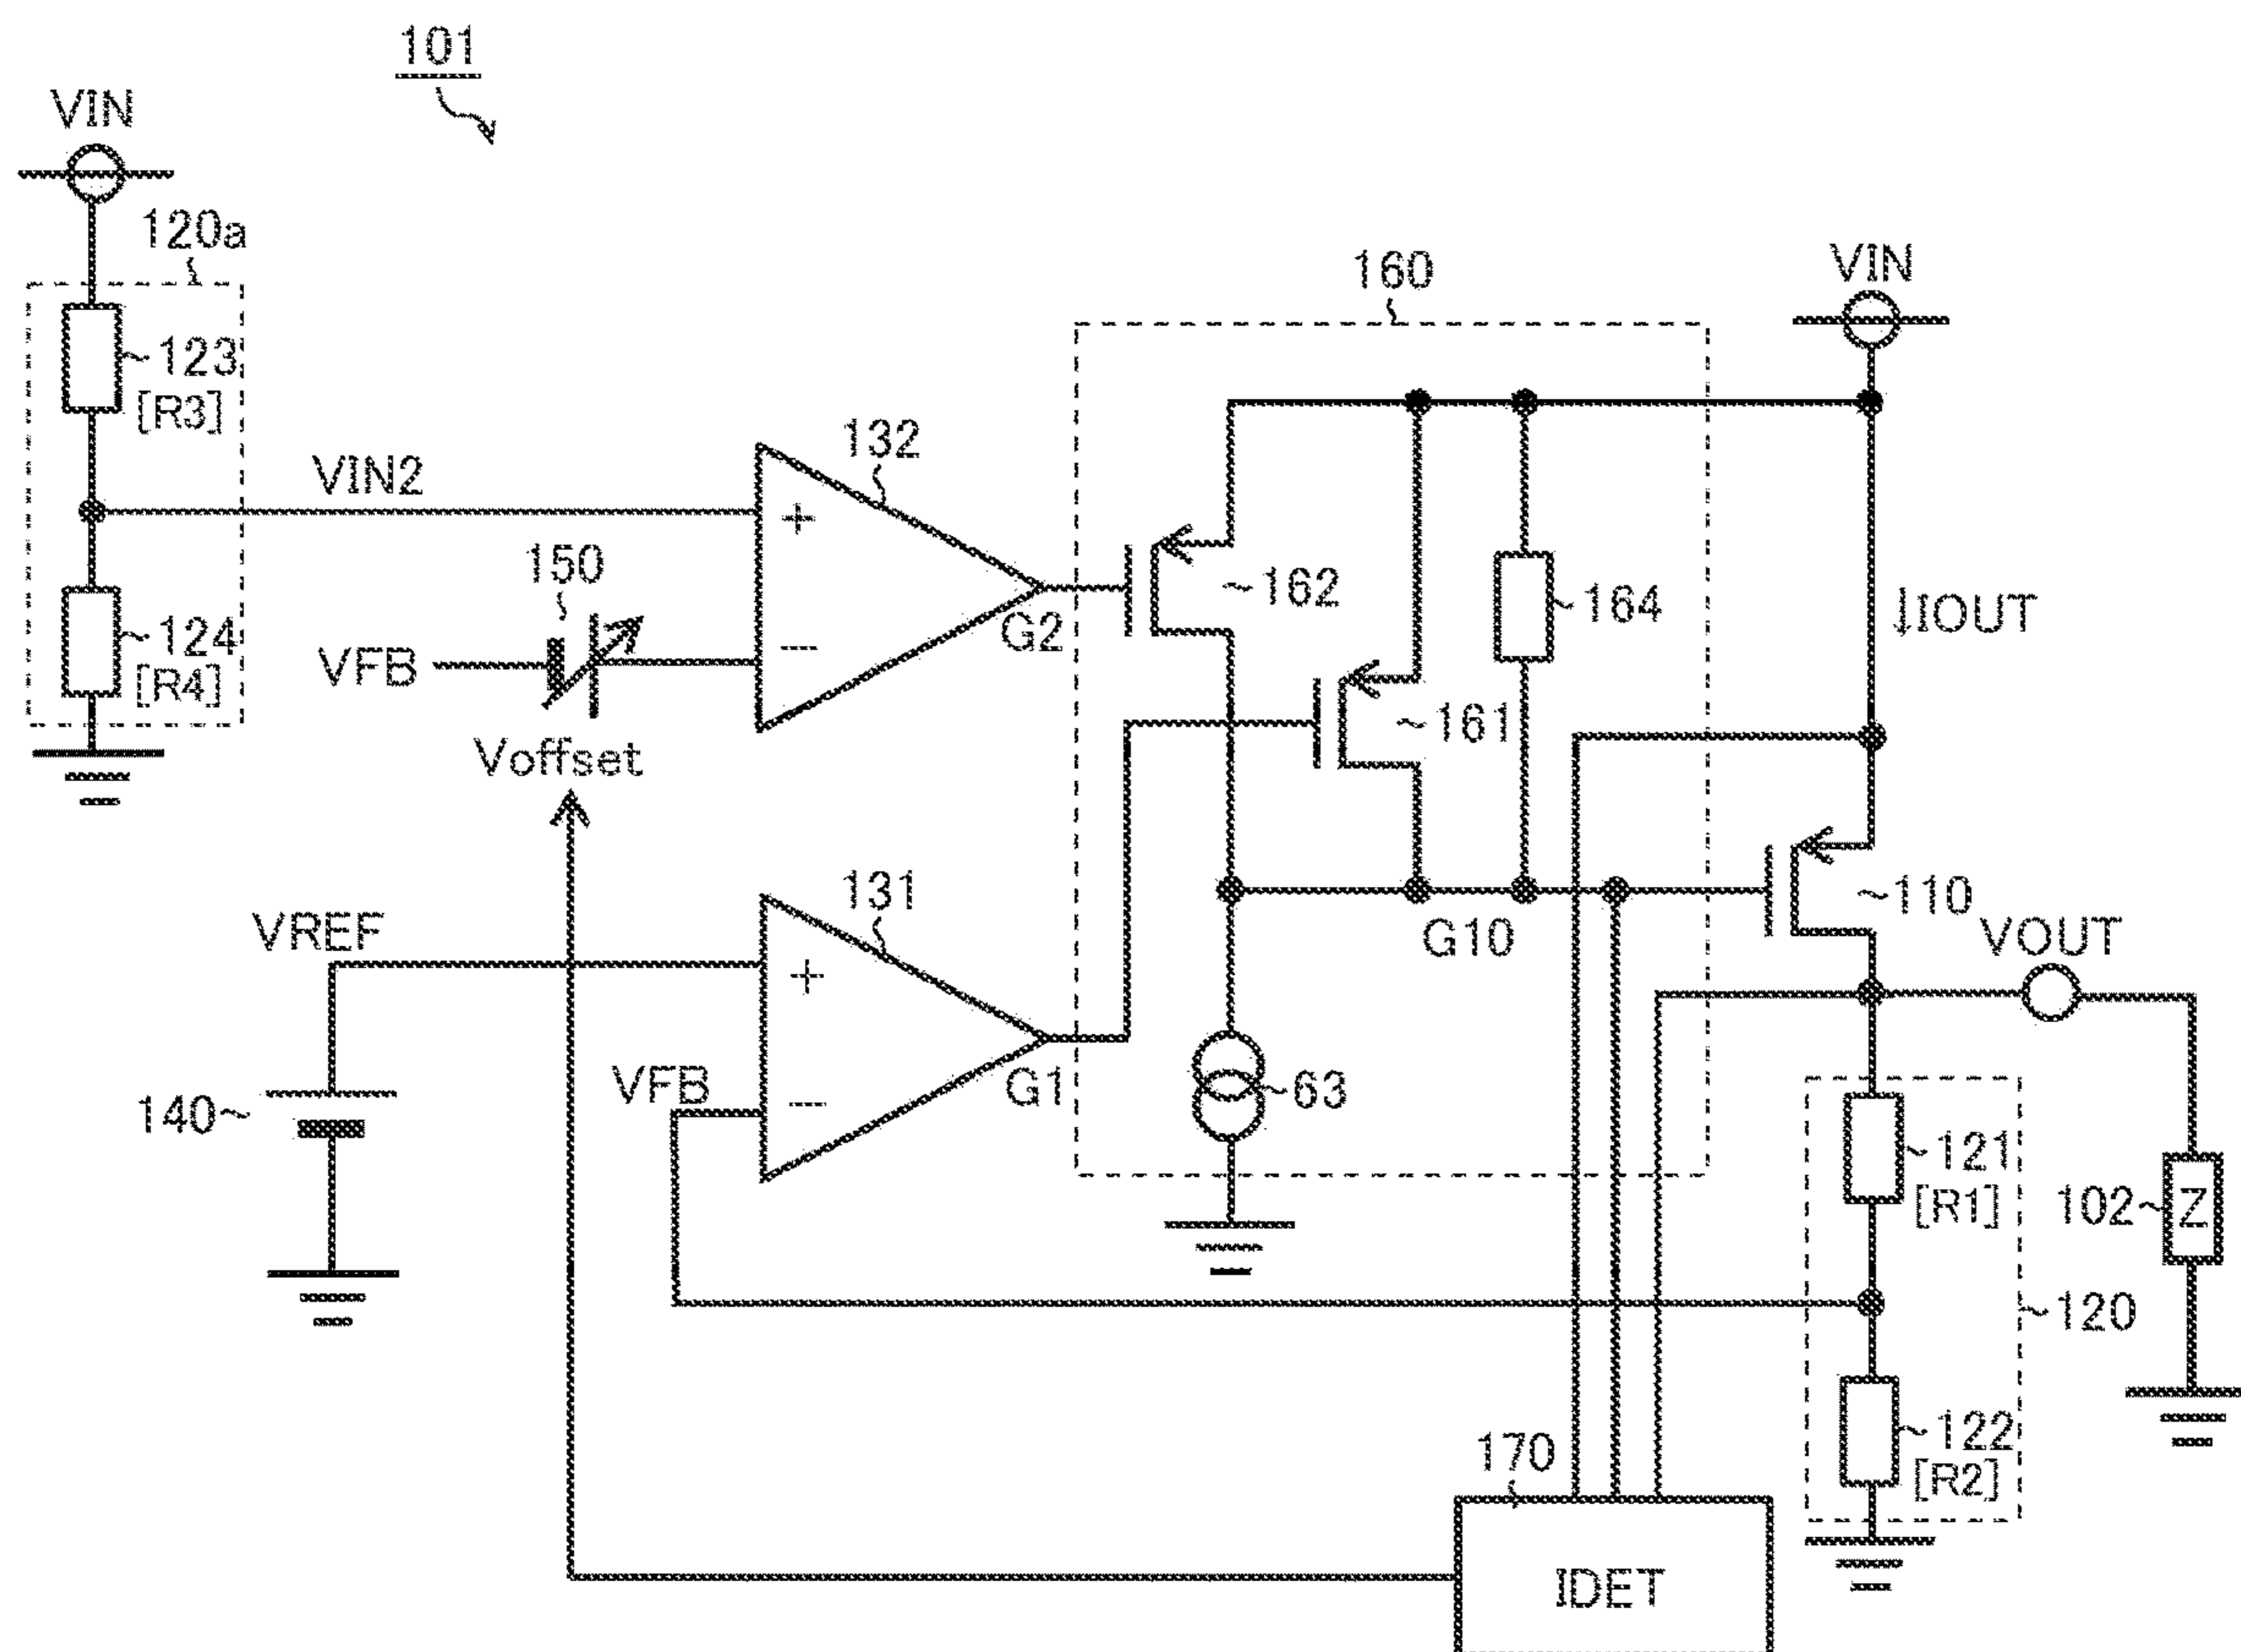 101
VIN
120a
123
[R3]
VIN2
124
[R4]
150
VFB
Voffset
132
+
−
G2
160
VIN
162
164
161
↓IOUT
110
G10
VOUT
VREF
131
+
−
G1
VFB
140~
63
121
[R1]
102
Z
120
122
[R2]
170
IDET